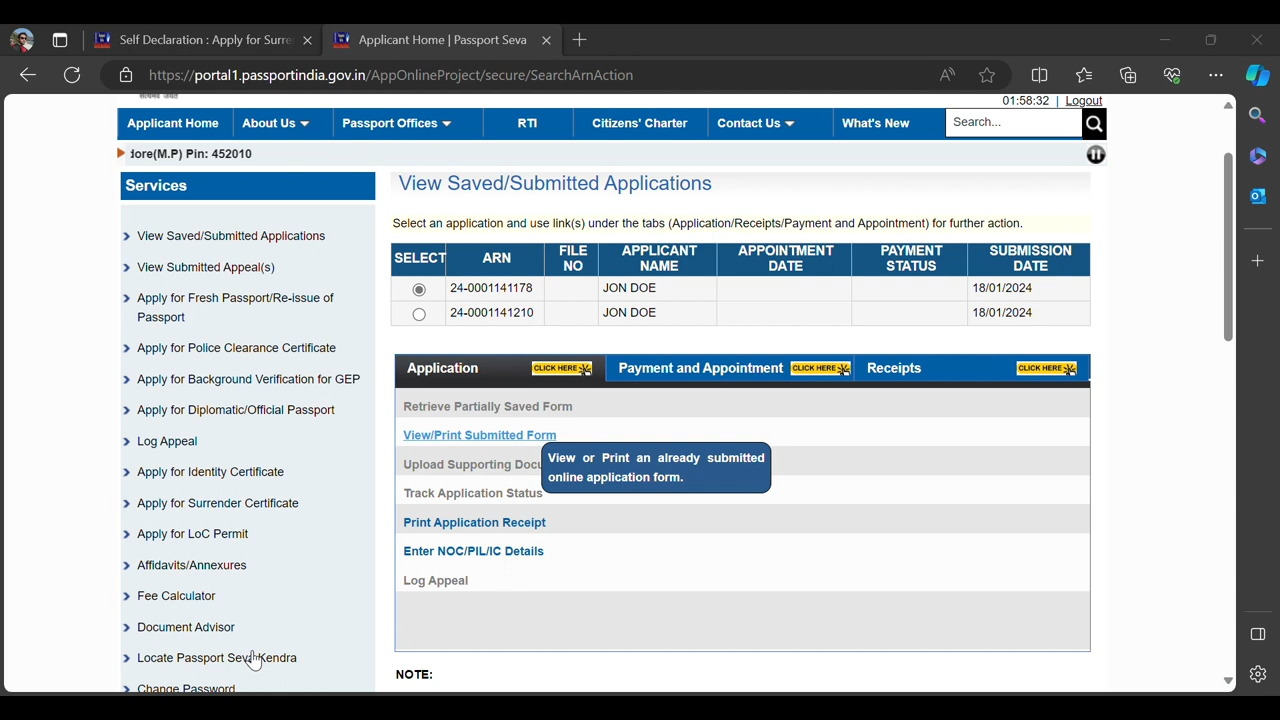 Self Declaration : Apply for Surre
Applicant Home | Passport Seva
https://portal1.passportindia.gov.in/AppOnlineProject/secure/SearchArnAction
01:58:32 | Logout
Applicant Home About Us Passport Offices RTI Citizens' Charter Contact Us What's New Search...
dore(M.P) Pin: 452010
Services
View Saved/Submitted Applications
View Submitted Appeal(s)
Apply for Fresh Passport/Re-issue of
Passport
Apply for Police Clearance Certificate
Apply for Background Verification for GEP
Apply for Diplomatic/Official Passport
Log Appeal
Apply for Identity Certificate
Apply for Surrender Certificate
Apply for LoC Permit
Affidavits/Annexures
Fee Calculator
Document Advisor
Locate Passport Seva Kendra
Change Password
View Saved/Submitted Applications
Select an application and use link(s) under the tabs (Application/Receipts/Payment and Appointment) for further action.
SELECT ARN FILE NO APPLICANT NAME APPOINTMENT DATE PAYMENT STATUS SUBMISSION DATE
24-0001141178 JON DOE 18/01/2024
24-0001141210 JON DOE 18/01/2024
Application CLICK HERE Payment and Appointment CLICK HERE Receipts CLICK HERE
Retrieve Partially Saved Form
View/Print Submitted Form
View or Print an already submitted
online application form.
Upload Supporting Docu
Track Application Status
Print Application Receipt
Enter NOC/PIL/IC Details
Log Appeal
NOTE: